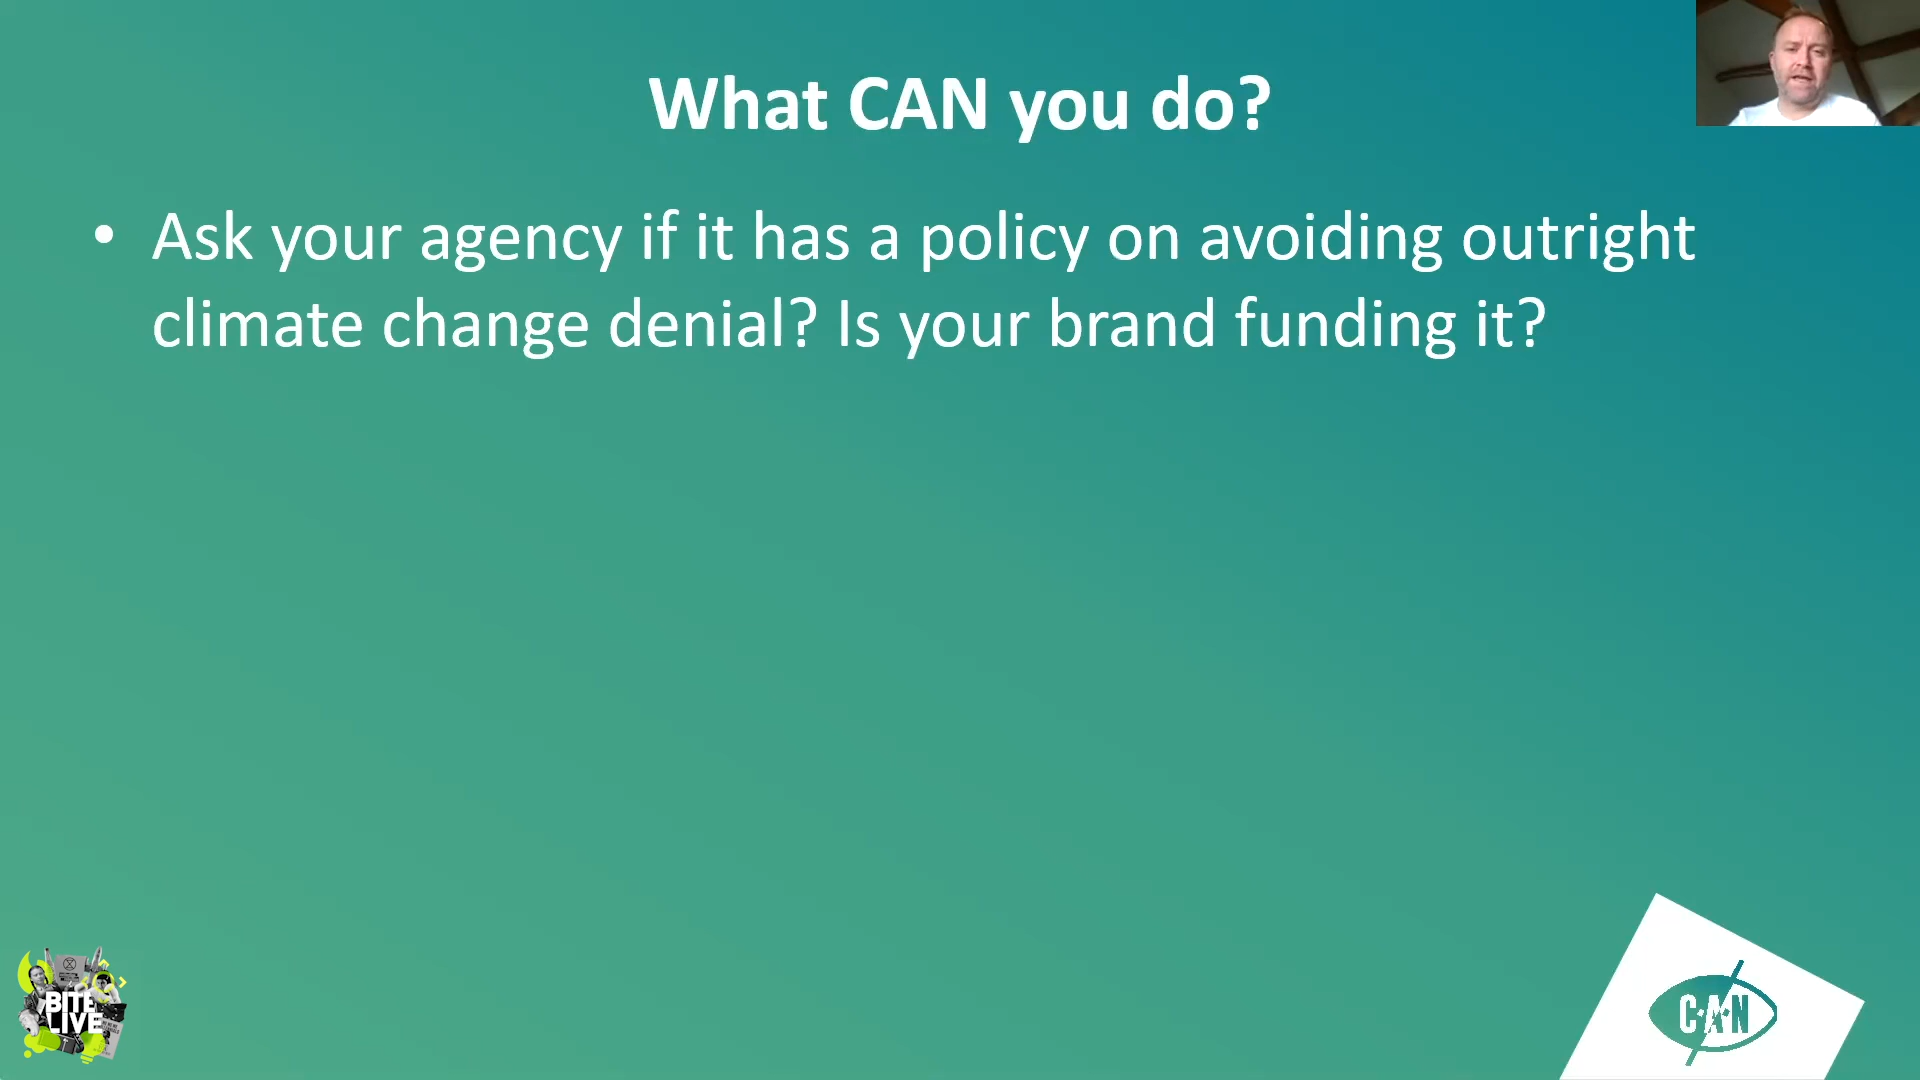 What CAN you do?
• Ask your agency if it has a policy on avoiding outright
climate change denial? Is your brand funding it?
BITE
LIVE
CAN